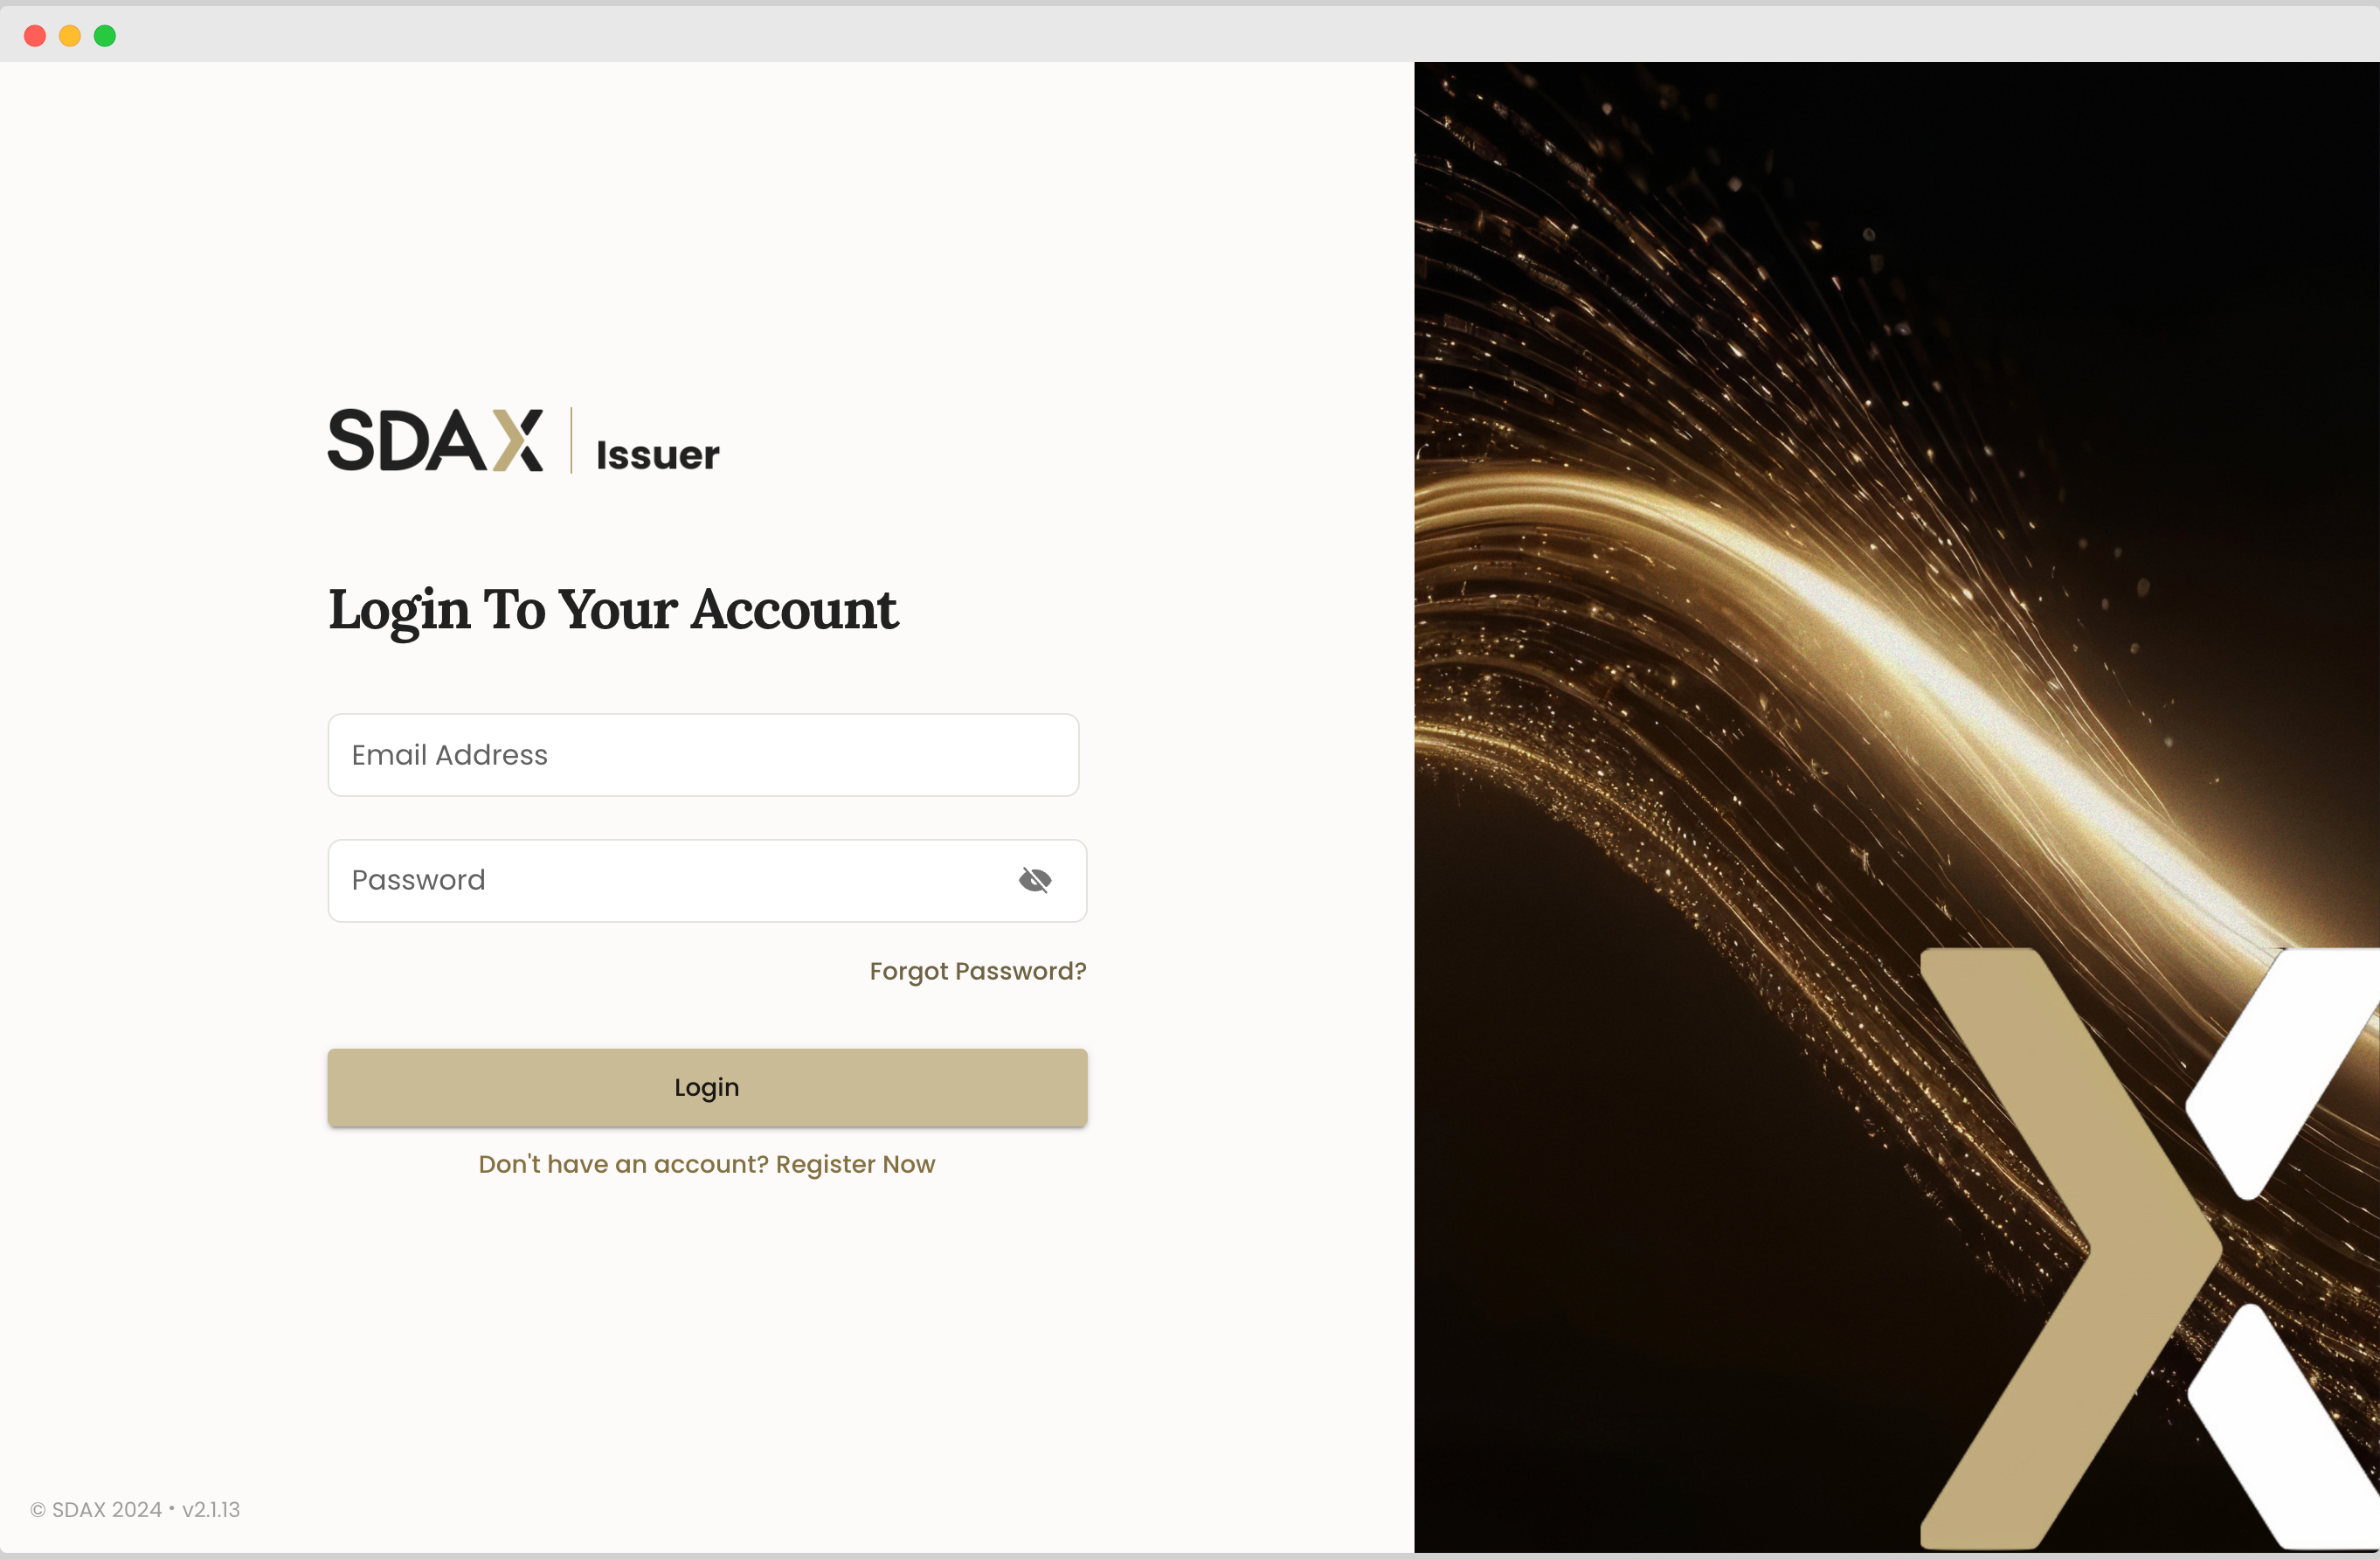 SDAX Issuer
Login To Your Account
Email Address
Password
Forgot Password?
Login
Don't have an account? Register Now
© SDAX 2024 • v2.1.13